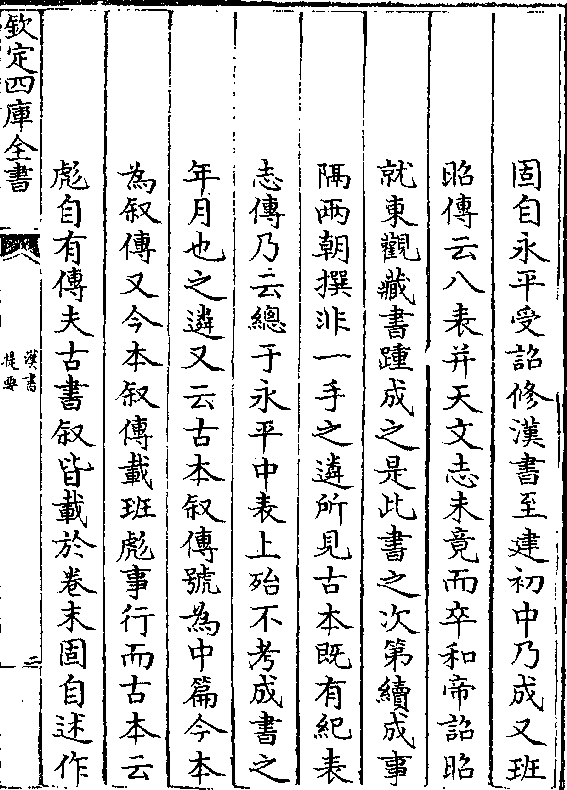 固自永平受詔修漢書至建初中乃成又班
昭傳云八表并天文志未竟而卒和帝詔昭
就東觀藏書踵成之是此書之次第續成事
隔兩朝撰非一手之遴所見古本既有紀表
志傳乃云總于永平中表上殆不考成書之
年月也之遴又云古本叙傳號為中篇今本
為叙傳又今本叙傳載班彪事行而古本云
彪自有傳夫古書叙皆載於卷末固自述作
欽定四庫全書
漢書
提要
二